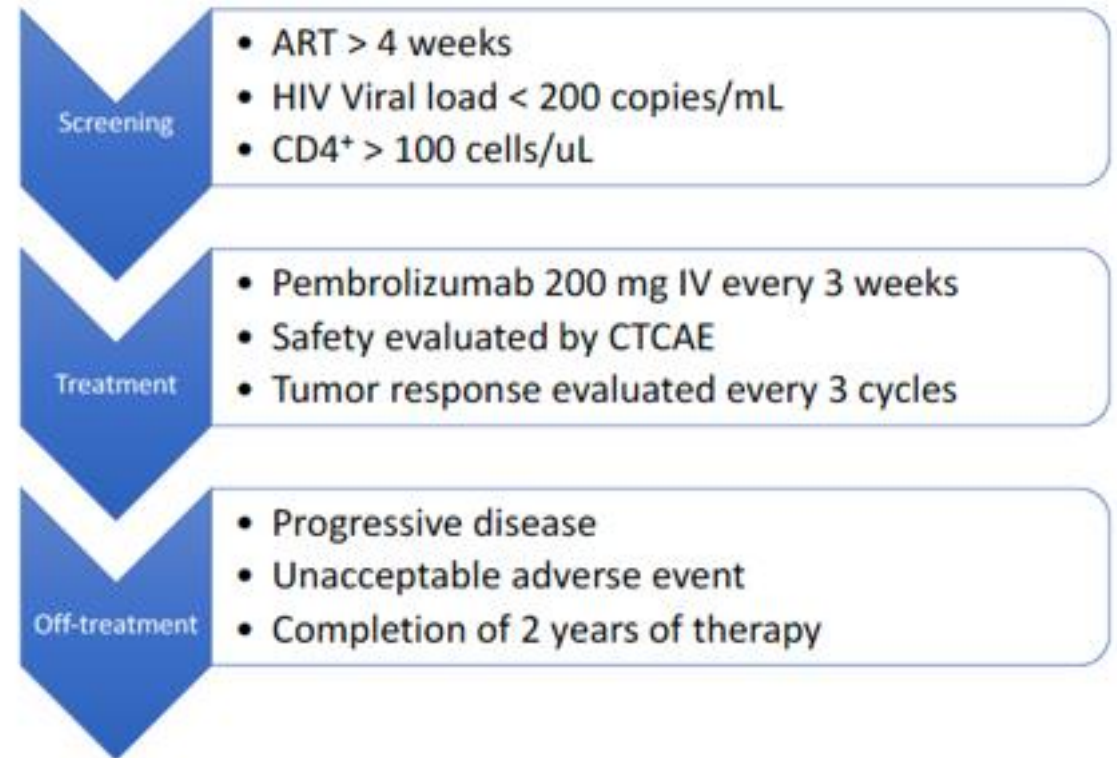 Screening
• ART > 4 weeks
• HIV Viral load < 200 copies/mL
• CD4⁺ > 100 cells/uL
Treatment
• Pembrolizumab 200 mg IV every 3 weeks
• Safety evaluated by CTCAE
• Tumor response evaluated every 3 cycles
Off-treatment
• Progressive disease
• Unacceptable adverse event
• Completion of 2 years of therapy